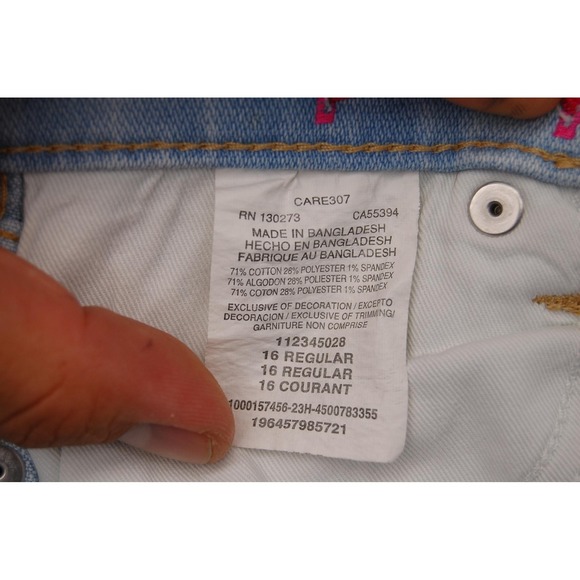 CARE307
RN 130273 CA55394
MADE IN BANGLADESH
HECHO EN BANGLADESH
FABRIQUE AU BANGLADESH
71% COTTON 28% POLYESTER 1% SPANDEX
71% ALGODON 28% POLIESTER 1% SPANDEX
71% COTON 28% POLYESTER 1% SPANDEX
EXCLUSIVE OF DECORATION / EXCEPTO
DECORACION / EXCLUSIVE OF TRIMMING/
GARNITURE NON COMPRISE
112345028
16 REGULAR
16 REGULAR
16 COURANT
1000157456-23H-4500783355
196457985721